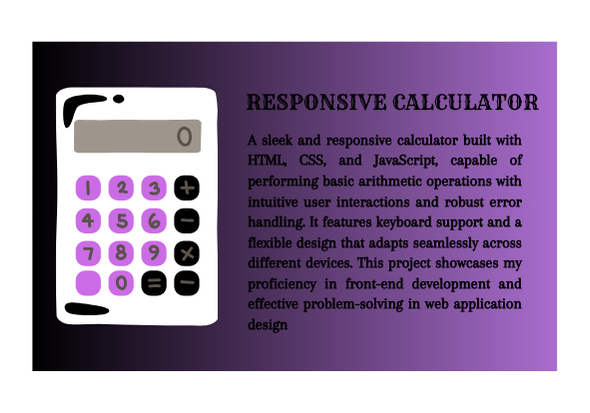 RESPONSIVE CALCULATOR
A sleek and responsive calculator built with
HTML, CSS, and JavaScript, capable of
performing basic arithmetic operations with
intuitive user interactions and robust error
handling. It features keyboard support and a
flexible design that adapts seamlessly across
different devices. This project showcases my
proficiency in front-end development and
effective problem-solving in web application
design
0
1 2 3 +
4 5 6 −
7 8 9 ×
0 = −